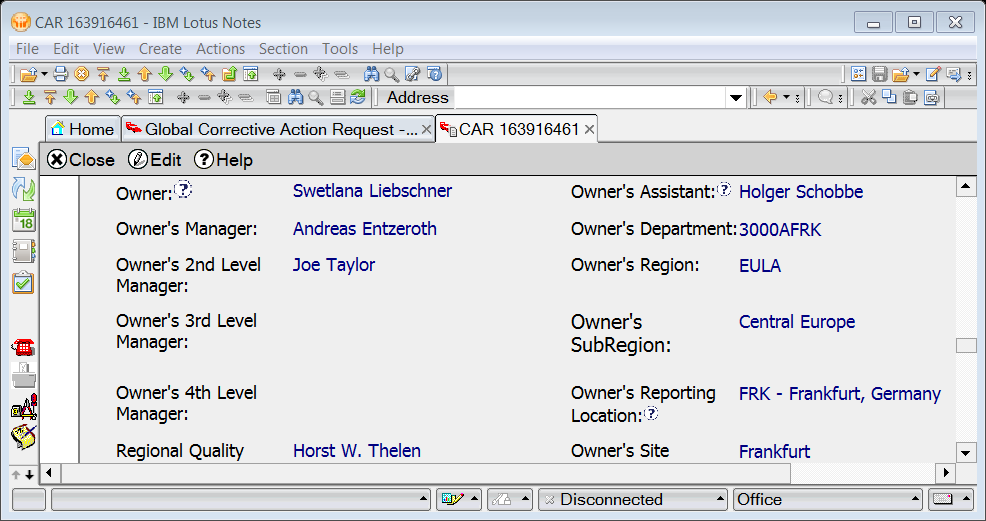 CAR 163916461 - IBM Lotus Notes
File Edit View Create Actions Section Tools Help
Address
Home Global Corrective Action Request -... CAR 163916461
Close Edit Help
18
Owner: ? Swetlana Liebschner Owner's Assistant: ? Holger Schobbe
Owner's Manager: Andreas Entzeroth Owner's Department: 3000AFRK
Owner's 2nd Level Joe Taylor Owner's Region: EULA
Manager:
Owner's 3rd Level Owner's Central Europe
Manager: SubRegion:
Owner's 4th Level Owner's Reporting FRK - Frankfurt, Germany
Manager: Location: ?
Regional Quality Horst W. Thelen Owner's Site Frankfurt
Disconnected Office